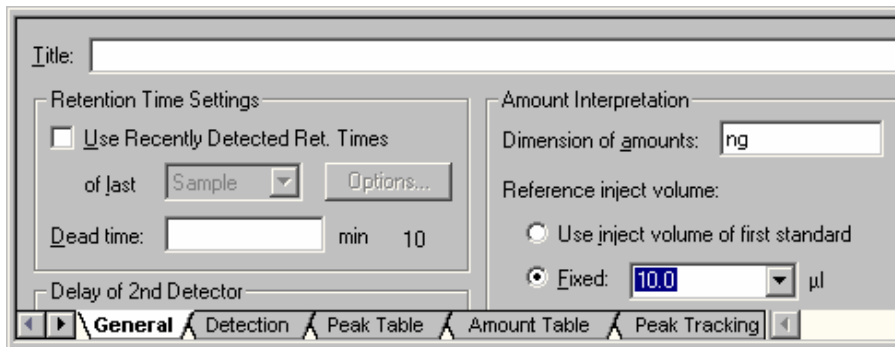 Title:
Retention Time Settings
Use Recently Detected Ret. Times
of last Sample Options...
Dead time: min 10
Delay of 2nd Detector
Amount Interpretation
Dimension of amounts: ng
Reference inject volume:
Use inject volume of first standard
Fixed: 10.0 µl
General Detection Peak Table Amount Table Peak Tracking